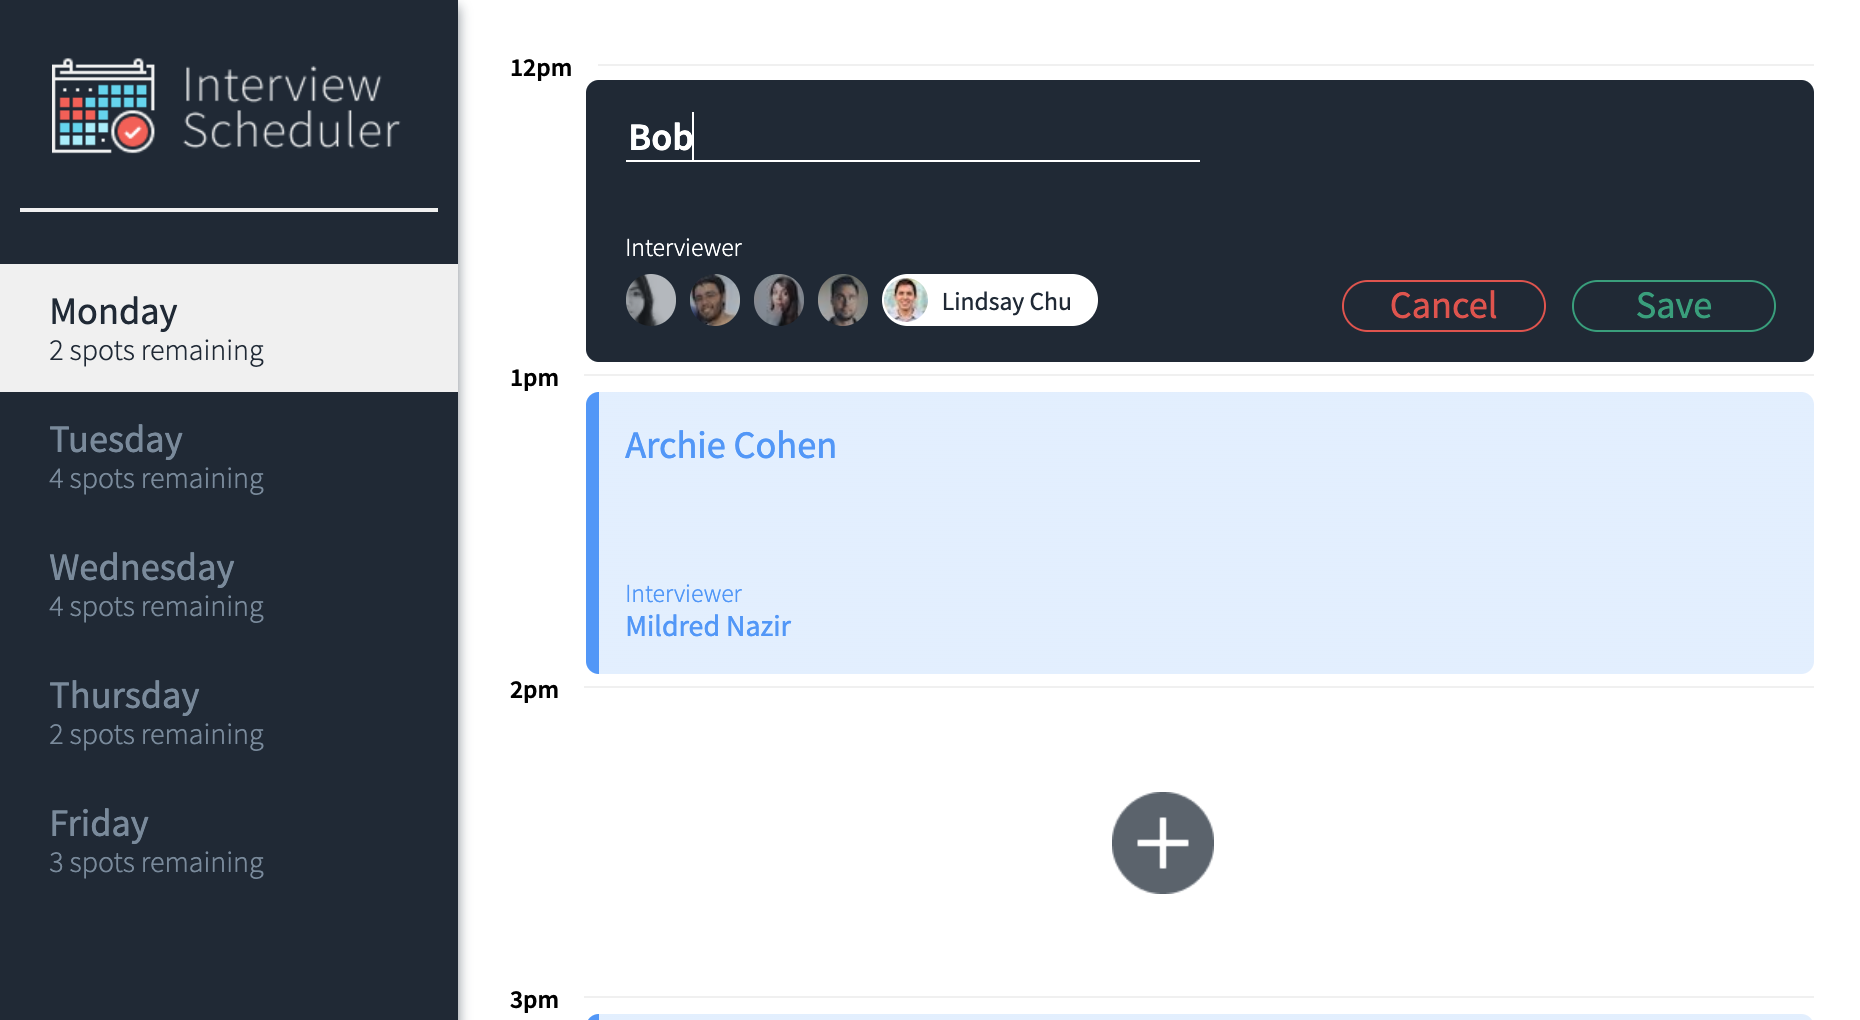 Interview
Scheduler
Monday
2 spots remaining
Tuesday
4 spots remaining
Wednesday
4 spots remaining
Thursday
2 spots remaining
Friday
3 spots remaining
12pm
Bob
Interviewer
Lindsay Chu
Cancel
Save
1pm
Archie Cohen
Interviewer
Mildred Nazir
2pm
3pm